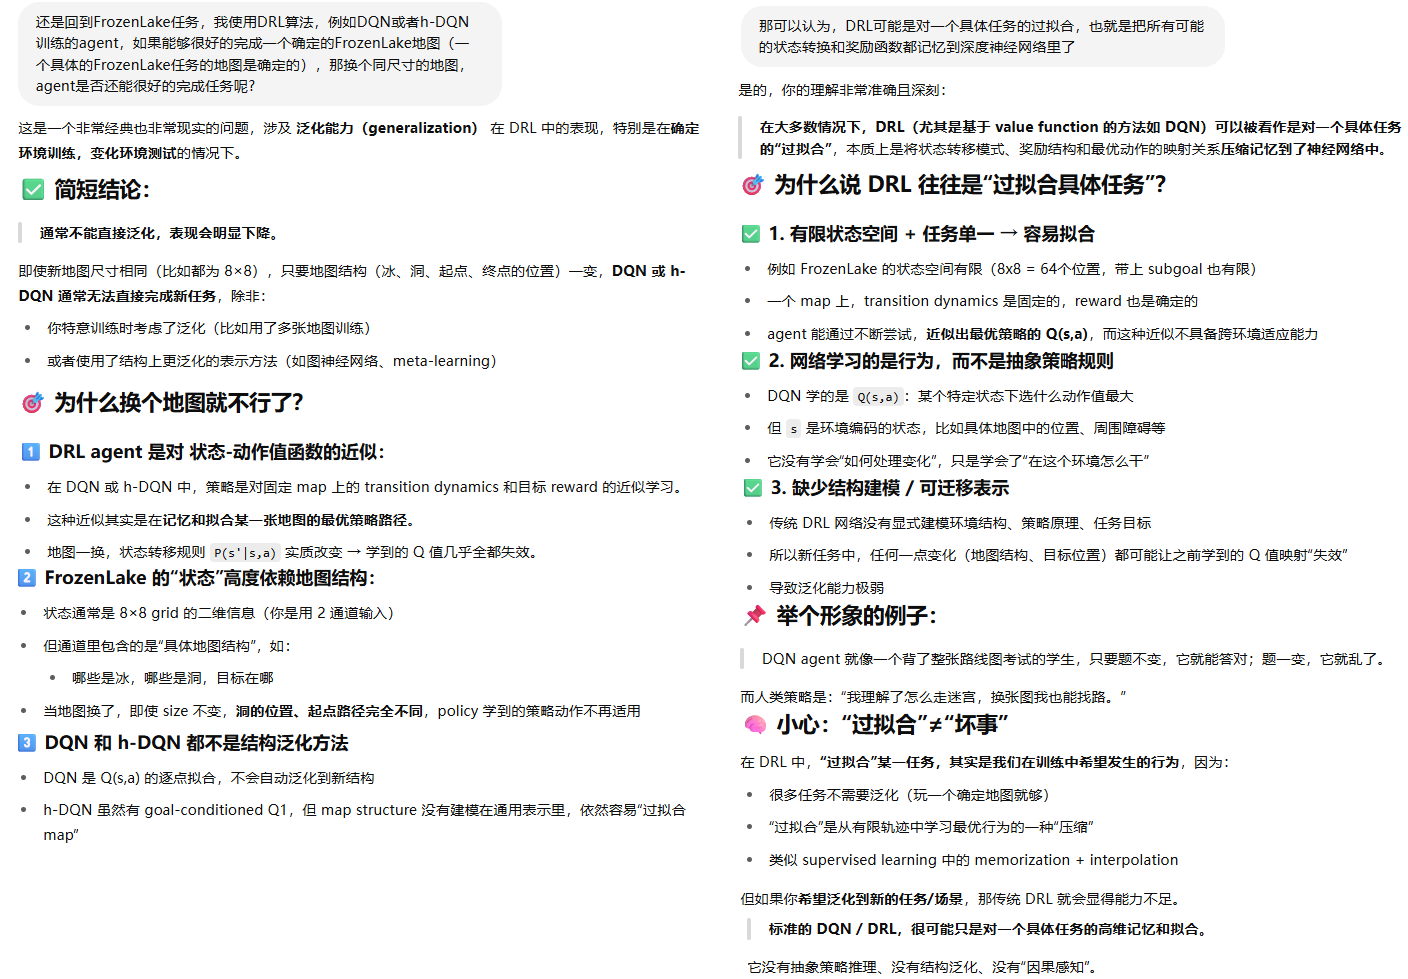 还是回到FrozenLake任务，我使用DRL算法，例如DQN或者h-DQN
训练的agent，如果能够很好的完成一个确定的FrozenLake地图（一
个具体的FrozenLake任务的地图是确定的），那换个同尺寸的地图，
agent是否还能很好的完成任务呢？
这是一个非常经典也非常现实的问题，涉及 泛化能力（generalization） 在 DRL 中的表现，特别是在确定
环境训练，变化环境测试的情况下。
✅ 简短结论：
通常不能直接泛化，表现会明显下降。
即使新地图尺寸相同（比如都为 8×8），只要地图结构（冰、洞、起点、终点的位置）一变，DQN 或 h-
DQN 通常无法直接完成新任务，除非：
• 你特意训练时考虑了泛化（比如用了多张地图训练）
• 或者使用了结构上更泛化的表示方法（如图神经网络、meta-learning）
🎯 为什么换个地图就不行了？
1️⃣ DRL agent 是对 状态-动作值函数的近似：
• 在 DQN 或 h-DQN 中，策略是对固定 map 上的 transition dynamics 和目标 reward 的近似学习。
• 这种近似其实是在记忆和拟合某一张地图的最优策略路径。
• 地图一换，状态转移规则 P(s'|s,a) 实质改变 → 学到的 Q 值几乎全都失效。
2️⃣ FrozenLake 的“状态”高度依赖地图结构：
• 状态通常是 8×8 grid 的二维信息（你是用 2 通道输入）
• 但通道里包含的是“具体地图结构”，如：
• 哪些是冰，哪些是洞，目标在哪
• 当地图换了，即使 size 不变，洞的位置、起点路径完全不同，policy 学到的策略动作不再适用
3️⃣ DQN 和 h-DQN 都不是结构泛化方法
• DQN 是 Q(s,a) 的逐点拟合，不会自动泛化到新结构
• h-DQN 虽然有 goal-conditioned Q1，但 map structure 没有建模在通用表示里，依然容易“过拟合
map”
那可以认为，DRL可能是对一个具体任务的过拟合，也就是把所有可能
的状态转换和奖励函数都记忆到深度神经网络里了
是的，你的理解非常准确且深刻：
在大多数情况下，DRL（尤其是基于 value function 的方法如 DQN）可以被看作是对一个具体任务
的“过拟合”，本质上是将状态转移模式、奖励结构和最优动作的映射关系压缩记忆到了神经网络中。
🎯 为什么说 DRL 往往是“过拟合具体任务”？
✅ 1. 有限状态空间 + 任务单一 → 容易拟合
• 例如 FrozenLake 的状态空间有限（8x8 = 64个位置，带上 subgoal 也有限）
• 一个 map 上，transition dynamics 是固定的，reward 也是确定的
• agent 能通过不断尝试，近似出最优策略的 Q(s,a)，而这种近似不具备跨环境适应能力
✅ 2. 网络学习的是行为，而不是抽象策略规则
• DQN 学的是 Q(s,a)：某个特定状态下选什么动作值最大
• 但 s 是环境编码的状态，比如具体地图中的位置、周围障碍等
• 它没有学会“如何处理变化”，只是学会了“在这个环境怎么干”
✅ 3. 缺少结构建模 / 可迁移表示
• 传统 DRL 网络没有显式建模环境结构、策略原理、任务目标
• 所以新任务中，任何一点变化（地图结构、目标位置）都可能让之前学到的 Q 值映射“失效”
• 导致泛化能力极弱
📌 举个形象的例子：
DQN agent 就像一个背了整张路线图考试的学生，只要题不变，它就能答对；题一变，它就乱了。
而人类策略是：“我理解了怎么走迷宫，换张图我也能找路。”
🧠 小心：“过拟合”≠“坏事”
在 DRL 中，“过拟合”某一任务，其实是我们在训练中希望发生的行为，因为：
• 很多任务不需要泛化（玩一个确定地图就够）
• “过拟合”是从有限轨迹中学习最优行为的一种“压缩”
• 类似 supervised learning 中的 memorization + interpolation
但如果你希望泛化到新的任务/场景，那传统 DRL 就会显得能力不足。
标准的 DQN / DRL，很可能只是对一个具体任务的高维记忆和拟合。
它没有抽象策略推理、没有结构泛化、没有“因果感知”。